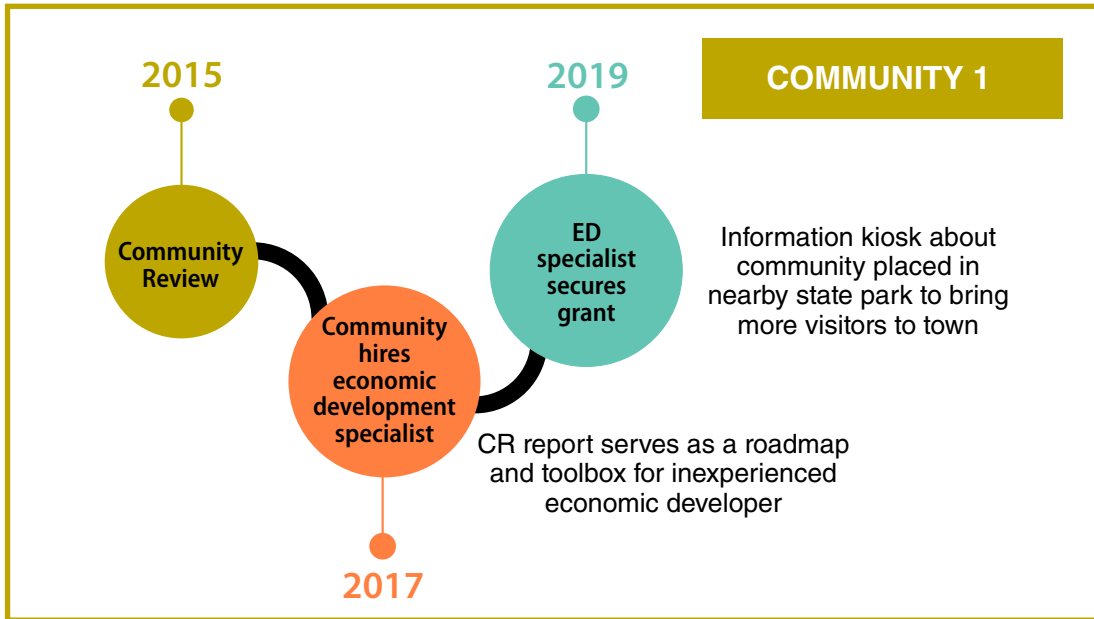 COMMUNITY 1
2015
Community
Review
Community
hires
economic
development
specialist
2017
CR report serves as a roadmap
and toolbox for inexperienced
economic developer
2019
ED
specialist
secures
grant
Information kiosk about
community placed in
nearby state park to bring
more visitors to town